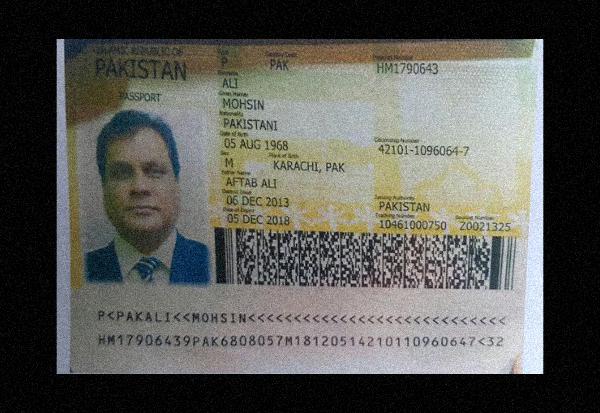 ISLAMIC REPUBLIC OF
PAKISTAN
PASSPORT
Type Country Code Passport Number
P PAK HM1790643
Surname
ALI
Given Names
MOHSIN
Nationality
PAKISTANI
Date of Birth Citizenship Number
05 AUG 1968 42101-1096064-7
Sex Place of Birth
M KARACHI, PAK
Father Name
AFTAB ALI
Date of Issue Issuing Authority
06 DEC 2013 PAKISTAN
Date of Expiry Tracking Number Booklet Number
05 DEC 2018 10461000750 Z0021325
P<PAKALI<<MOHSIN<<<<<<<<<<<<<<<<<<<<<<<<<<<<
HM17906439PAK6808057M18120514210110960647<32